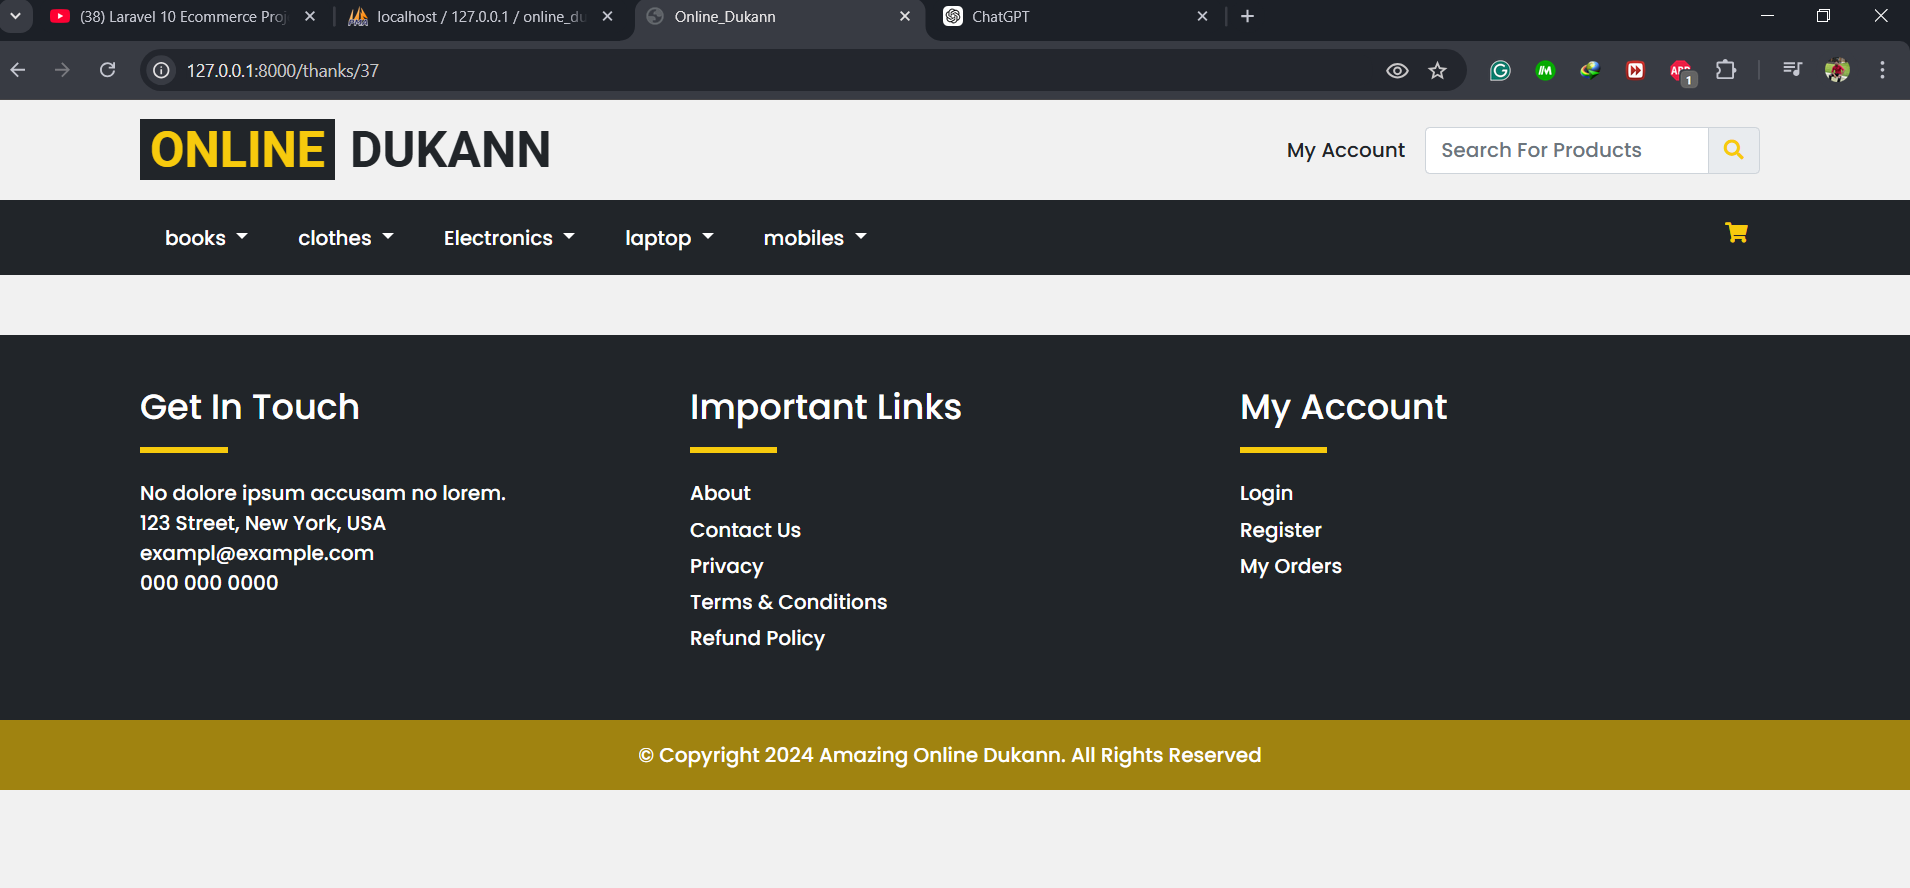 (38) Laravel 10 Ecommerce Proj
localhost / 127.0.0.1 / online_du
Online_Dukann
ChatGPT
127.0.0.1:8000/thanks/37
1
ONLINE DUKANN
My Account
Search For Products
books
clothes
Electronics
laptop
mobiles
Get In Touch
No dolore ipsum accusam no lorem.
123 Street, New York, USA
exampl@example.com
000 000 0000
Important Links
About
Contact Us
Privacy
Terms & Conditions
Refund Policy
My Account
Login
Register
My Orders
© Copyright 2024 Amazing Online Dukann. All Rights Reserved